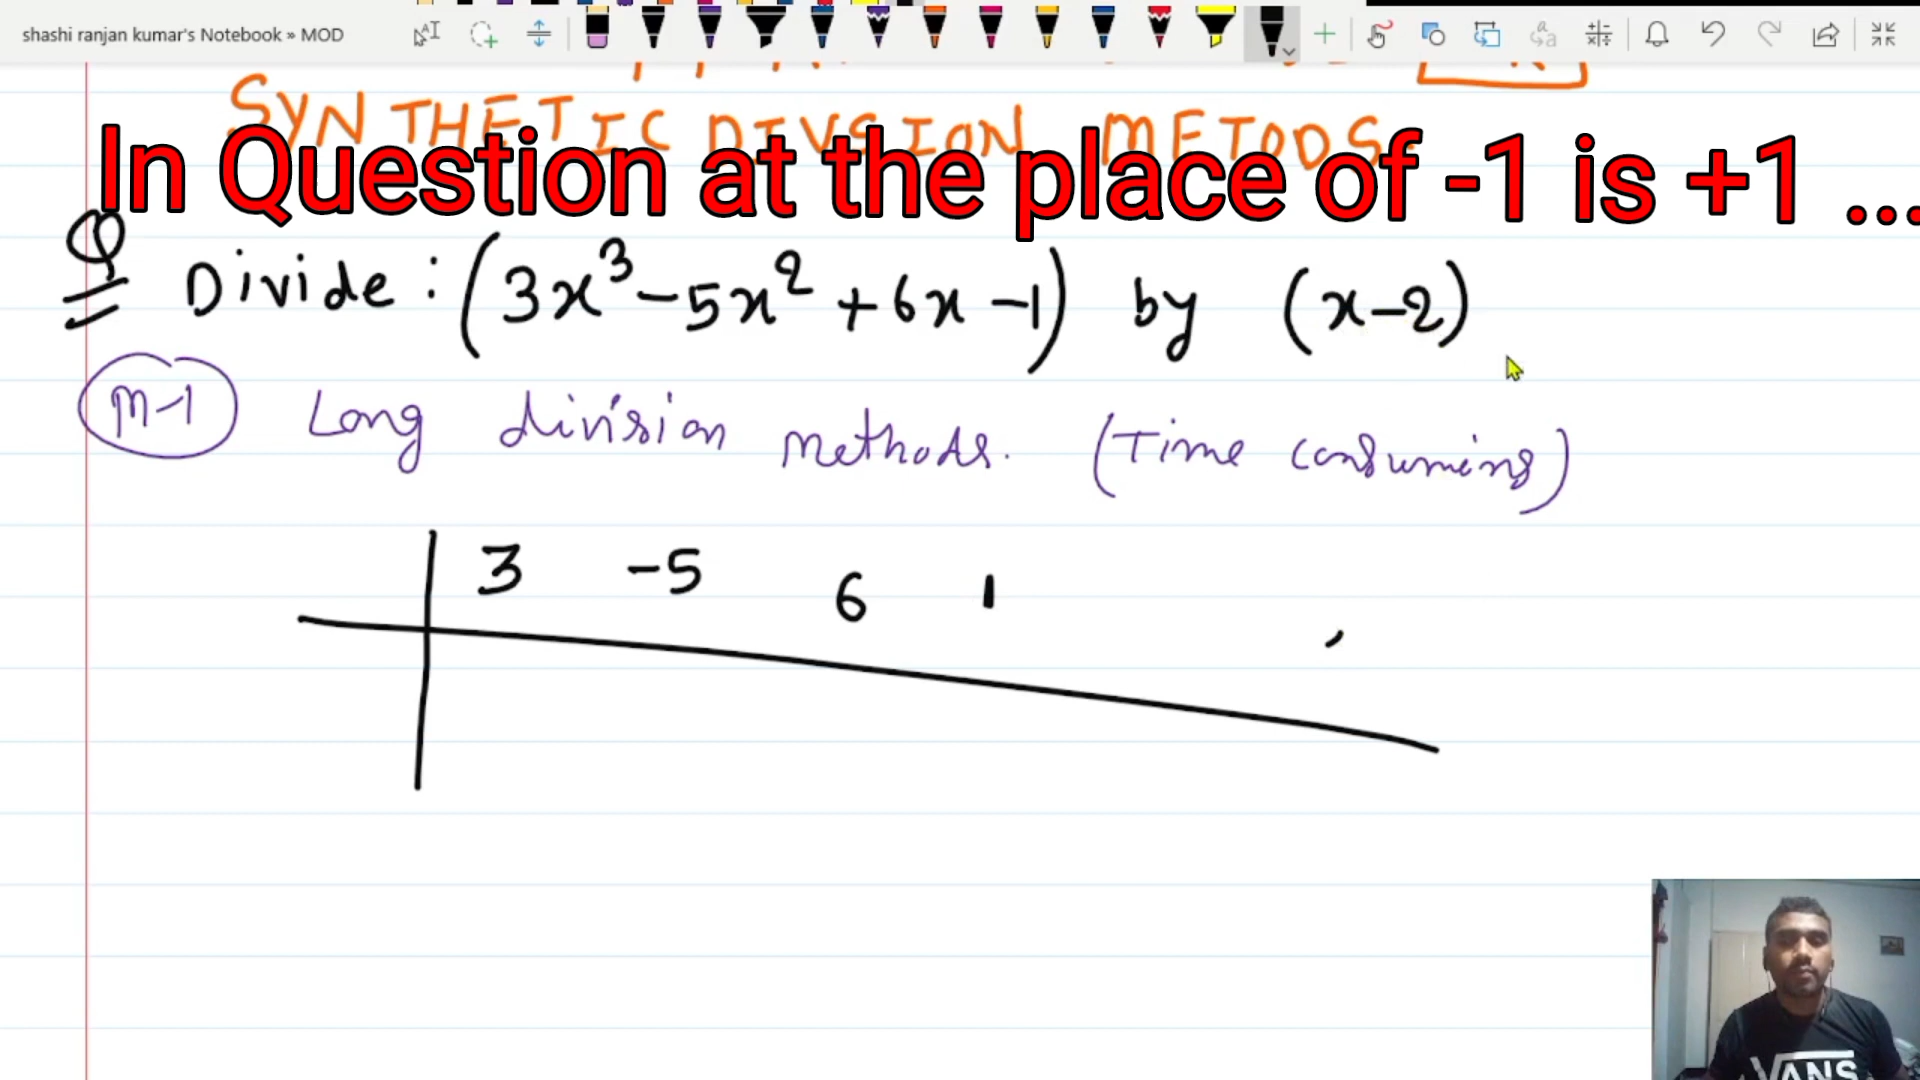 shashi ranjan kumar's Notebook » MOD
SYNTHETIC DIVSION METODS.
In Question at the place of -1 is +1 ...
Q Divide : (3x³ - 5x² + 6x - 1) by (x - 2)
M-1 Long division methods. (Time consuming)
3 -5 6 1
VANS